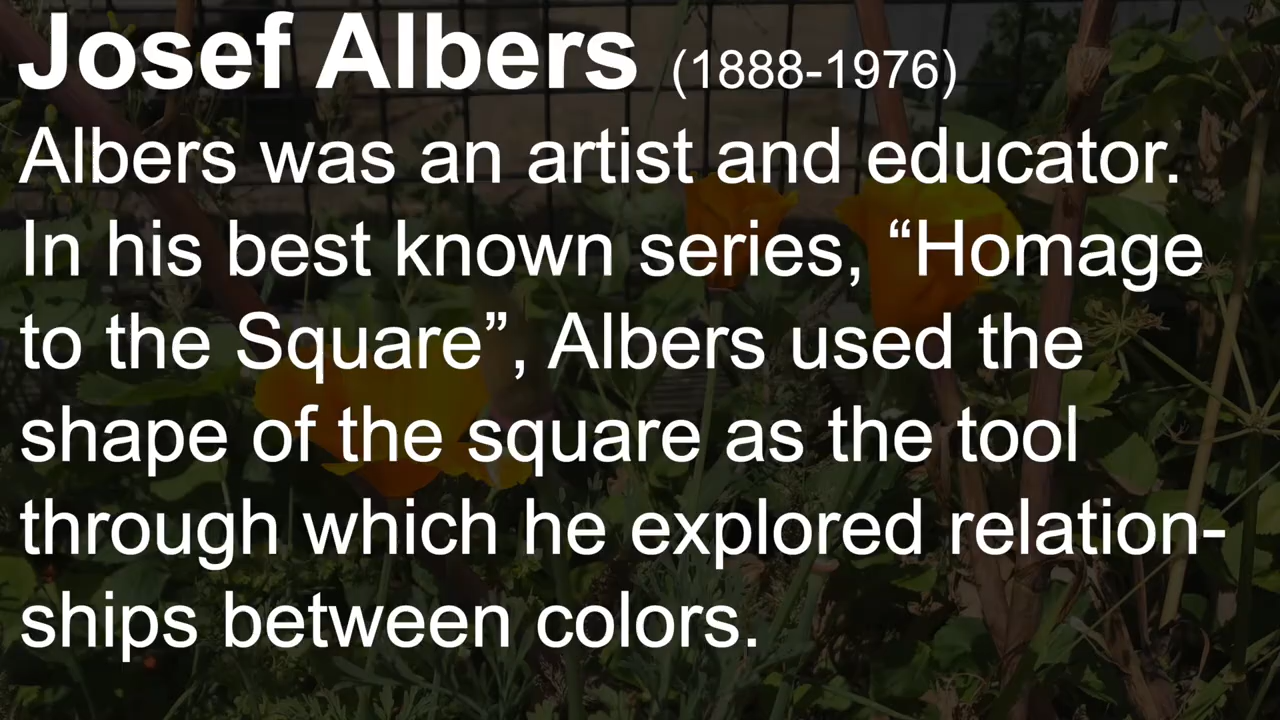 Josef Albers (1888-1976)
Albers was an artist and educator.
In his best known series, “Homage
to the Square”, Albers used the
shape of the square as the tool
through which he explored relation-
ships between colors.